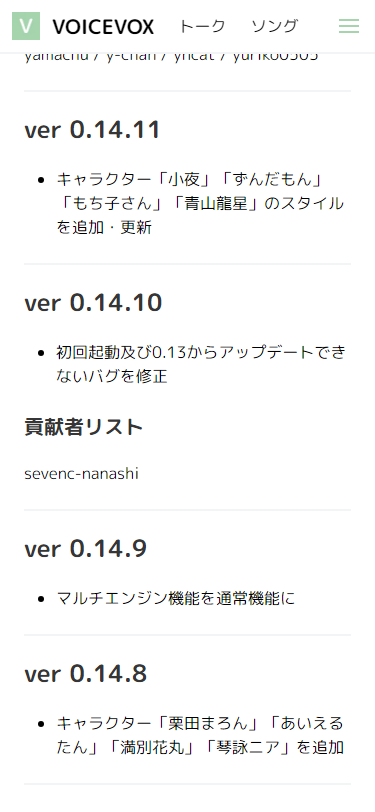 V VOICEVOX トーク ソング
yamachu / y-chan / yncat / yuriko0505
ver 0.14.11
キャラクター「小夜」「ずんだもん」
「もち子さん」「青山龍星」のスタイル
を追加・更新
ver 0.14.10
初回起動及び0.13からアップデートでき
ないバグを修正
貢献者リスト
sevenc-nanashi
ver 0.14.9
マルチエンジン機能を通常機能に
ver 0.14.8
キャラクター「栗田まろん」「あいえる
たん」「満別花丸」「琴詠ニア」を追加